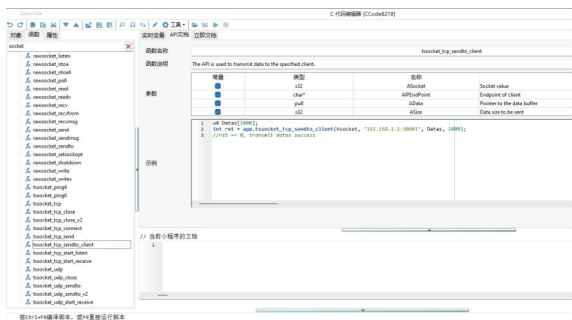 C 代码编辑器 [CCode8218]
工具
对象 函数 属性
实时变量 API文档 立即文档
socket
rawsocket_listen
rawsocket_ntoa
rawsocket_ntoa6
rawsocket_poll
rawsocket_read
rawsocket_readv
rawsocket_recv
rawsocket_recvfrom
rawsocket_recvmsg
rawsocket_send
rawsocket_sendmsg
rawsocket_sendto
rawsocket_setsockopt
rawsocket_shutdown
rawsocket_write
rawsocket_writev
tssocket_ping4
tssocket_ping6
tssocket_tcp
tssocket_tcp_close
tssocket_tcp_close_v2
tssocket_tcp_connect
tssocket_tcp_send
tssocket_tcp_sendto_client
tssocket_tcp_start_listen
tssocket_tcp_start_receive
tssocket_udp
tssocket_udp_close
tssocket_udp_sendto
tssocket_udp_sendto_v2
tssocket_udp_start_receive
函数名称 tssocket_tcp_sendto_client
函数说明 The API is used to transmit data to the specified client.
参数
常量 类型 名称
s32 ASocket Socket value
char* AIPEndPoint Endpoint of client
pu8 AData Pointer to the data buffer
s32 ASize Data size to be sent
示例
1 u8 Datas[1000];
2 int ret = app.tssocket_tcp_sendto_client(hsocket, "192.168.1.2:50001", Datas, 1000);
3 //ret == 0, transmit datas success
// 当前小程序的文档
1
按Ctrl+F9编译脚本，或F9直接运行脚本